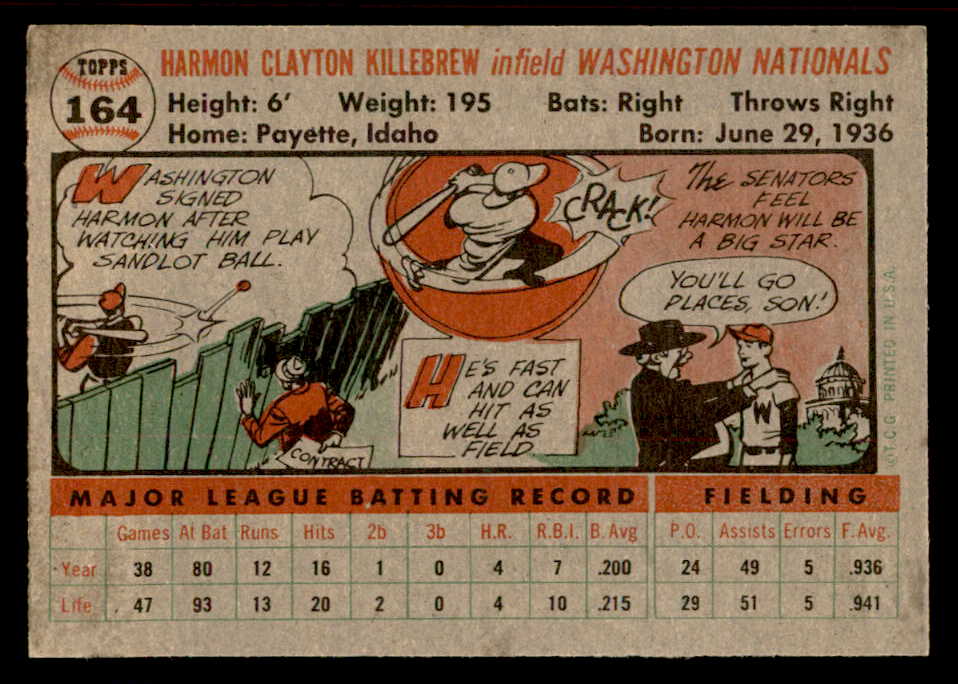 TOPPS
164
HARMON CLAYTON KILLEBREW infield WASHINGTON NATIONALS
Height: 6' Weight: 195 Bats: Right Throws Right
Home: Payette, Idaho Born: June 29, 1936
WASHINGTON
SIGNED
HARMON AFTER
WATCHING HIM PLAY
SANDLOT BALL.
CONTRACT
CRACK!
HE'S FAST
AND CAN
HIT AS
WELL AS
FIELD.
THE SENATORS
FEEL
HARMON WILL BE
A BIG STAR.
YOU'LL GO
PLACES, SON!
W
©T.C.G. PRINTED IN U.S.A.
MAJOR LEAGUE BATTING RECORD FIELDING
Games At Bat Runs Hits 2b 3b H.R. R.B.I. B. Avg P.O. Assists Errors F. Avg.
Year 38 80 12 16 1 0 4 7 .200 24 49 5 .936
Life 47 93 13 20 2 0 4 10 .215 29 51 5 .941